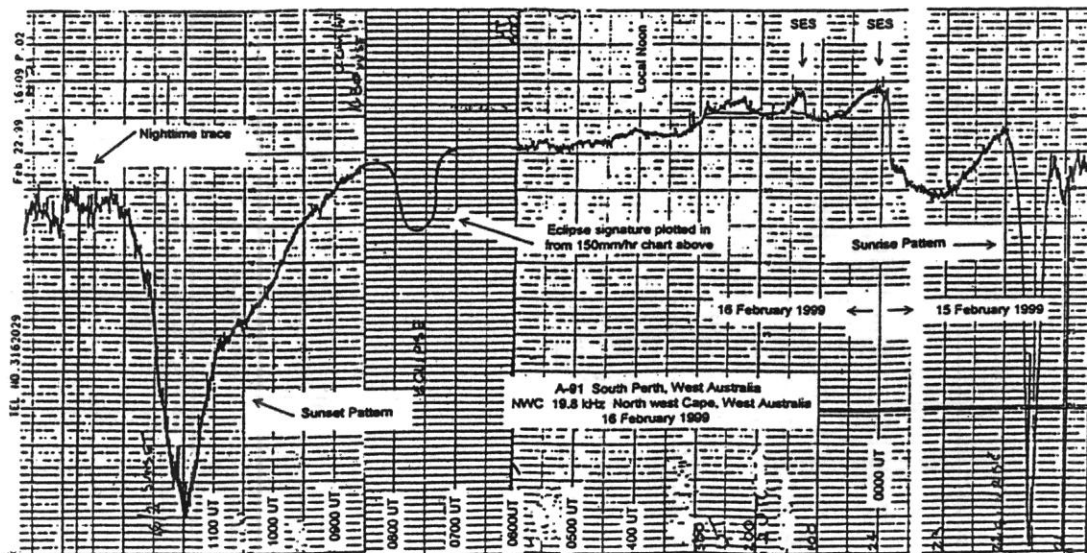 Feb 22.99 16:09 P.02
TEL NO.3162029
Nighttime trace
Local Noon
SES
SES
Eclipse signature plotted in
from 150mm/hr chart above
Sunrise Pattern
16 February 1999
15 February 1999
Sunset Pattern
ECLIPSE
A-91 South Perth, West Australia
NWC 19.8 kHz North west Cape, West Australia
16 February 1999
1100 UT
1000 UT
0900 UT
0800 UT
0700 UT
0600UT
0500 UT
400 UT
0000 UT